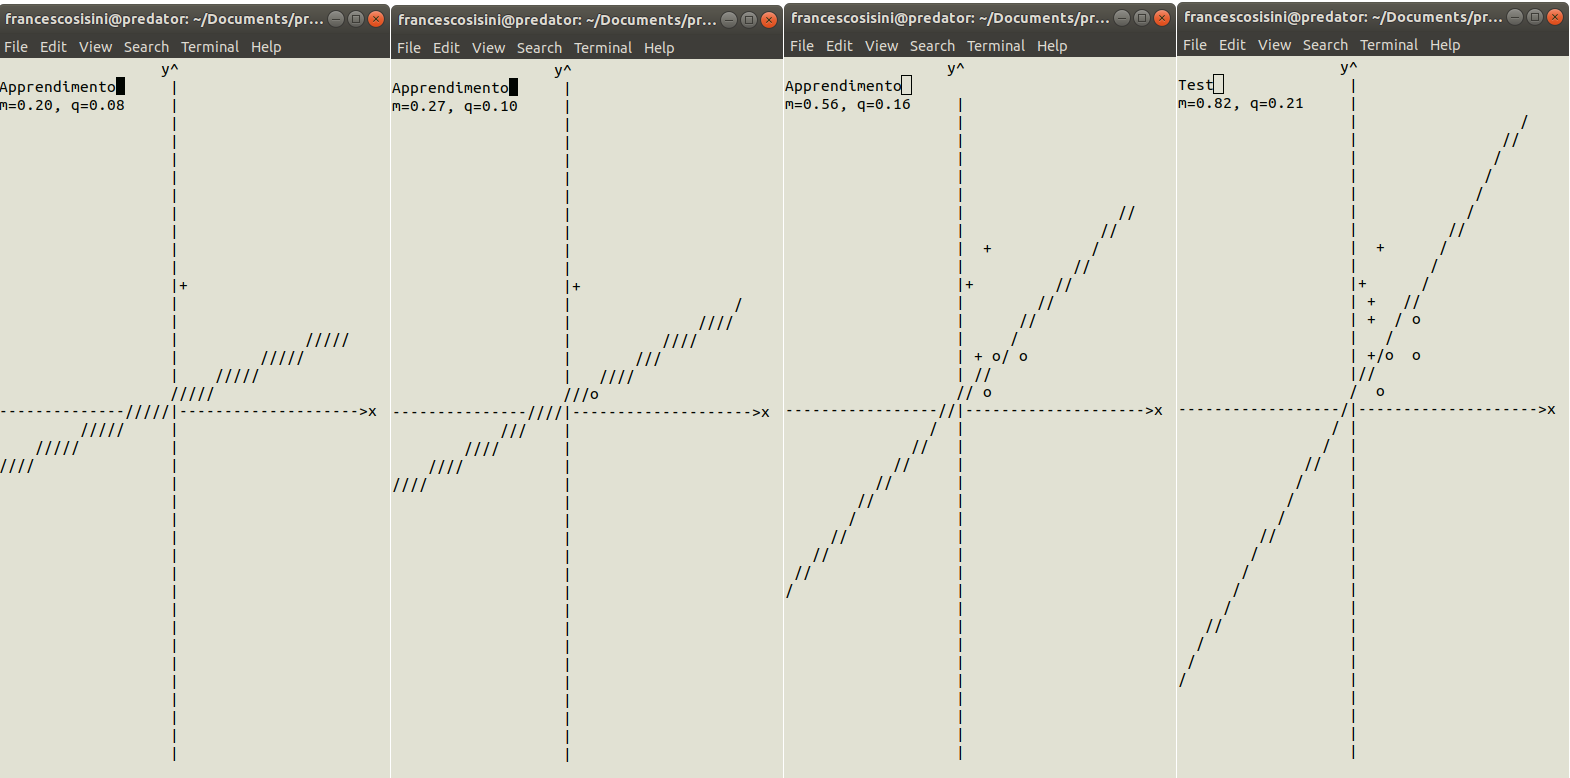 francescosisini@predator: ~/Documents/pr...
File Edit View Search Terminal Help
y^
Apprendimento
m=0.20, q=0.08
>x
francescosisini@predator: ~/Documents/pr...
File Edit View Search Terminal Help
y^
Apprendimento
m=0.27, q=0.10
>x
francescosisini@predator: ~/Documents/pr...
File Edit View Search Terminal Help
y^
Apprendimento
m=0.56, q=0.16
>x
francescosisini@predator: ~/Documents/pr...
File Edit View Search Terminal Help
y^
Test
m=0.82, q=0.21
>x